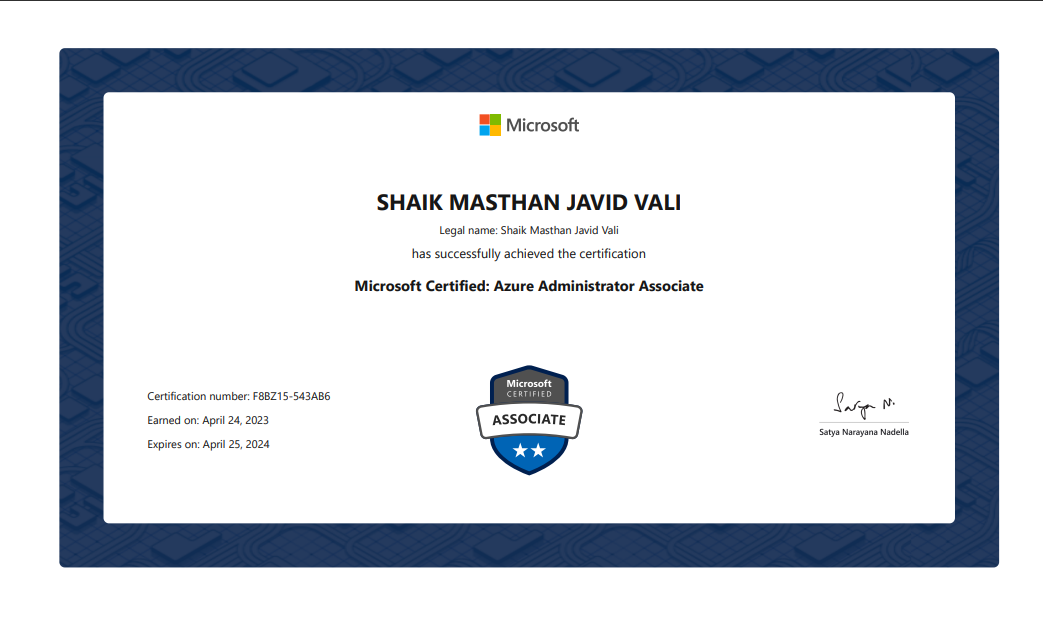 Microsoft
SHAIK MASTHAN JAVID VALI
Legal name: Shaik Masthan Javid Vali
has successfully achieved the certification
Microsoft Certified: Azure Administrator Associate
Certification number: F8BZ15-543AB6
Earned on: April 24, 2023
Expires on: April 25, 2024
Microsoft
CERTIFIED
ASSOCIATE
Satya N.
Satya Narayana Nadella